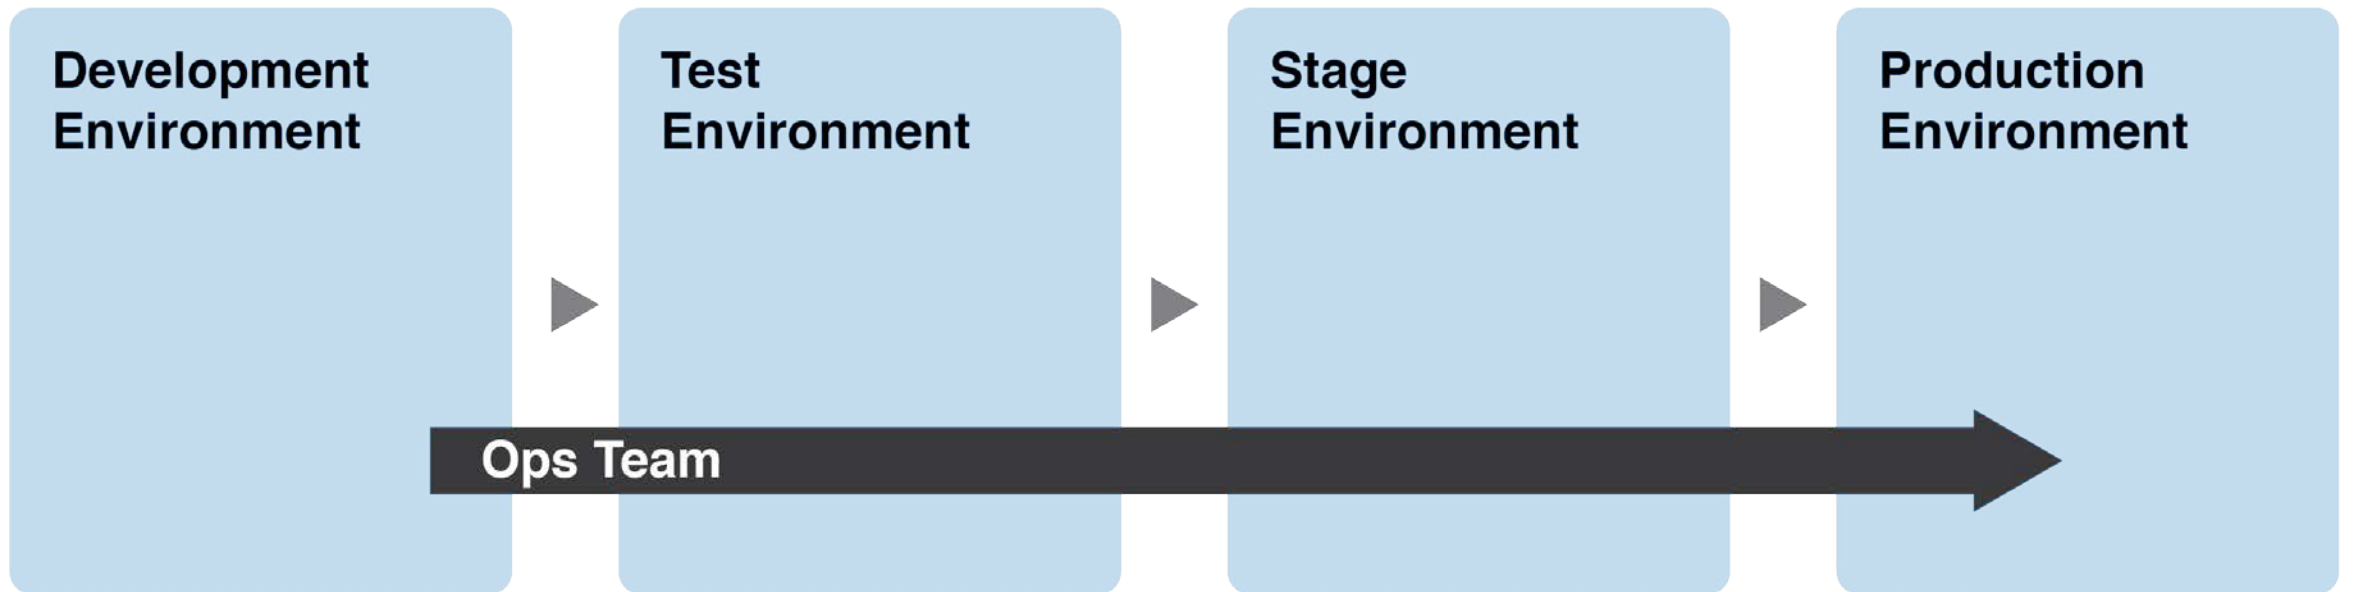 Development
Environment
Test
Environment
Stage
Environment
Production
Environment
Ops Team